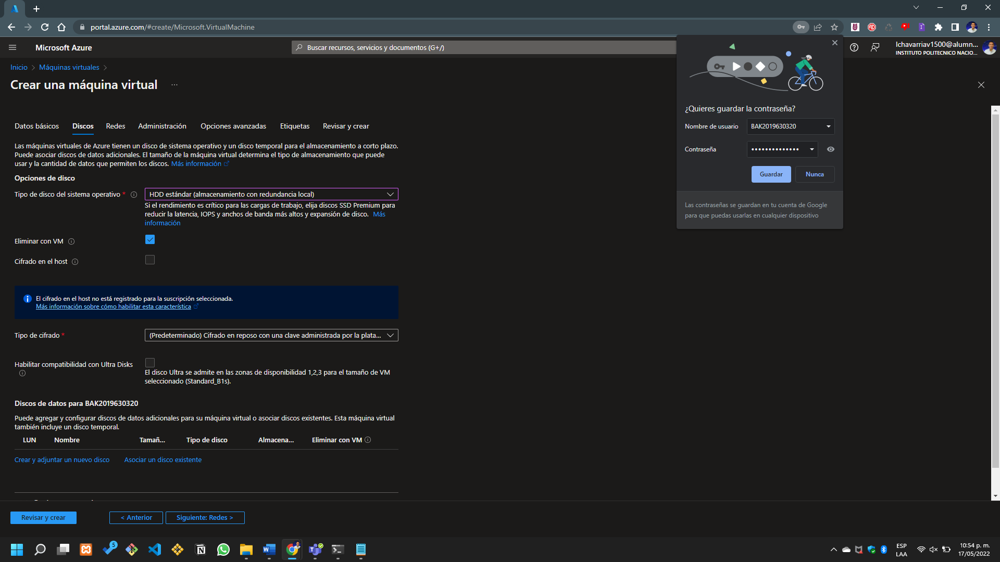 portal.azure.com/#create/Microsoft.VirtualMachine
Microsoft Azure
Buscar recursos, servicios y documentos (G+/)
lchavarriav1500@alumn...
INSTITUTO POLITECNICO NACIO...
Inicio
Máquinas virtuales
Crear una máquina virtual
...
Datos básicos
Discos
Redes
Administración
Opciones avanzadas
Etiquetas
Revisar y crear
Las máquinas virtuales de Azure tienen un disco de sistema operativo y un disco temporal para el almacenamiento a corto plazo.
Puede asociar discos de datos adicionales. El tamaño de la máquina virtual determina el tipo de almacenamiento que puede
usar y la cantidad de datos que permiten los discos. Más información
Opciones de disco
Tipo de disco del sistema operativo *
HDD estándar (almacenamiento con redundancia local)
Si el rendimiento es crítico para las cargas de trabajo, elija discos SSD Premium para
reducir la latencia, IOPS y anchos de banda más altos y expansión de disco. Más
información
Eliminar con VM
Cifrado en el host
El cifrado en el host no está registrado para la suscripción seleccionada.
Más información sobre cómo habilitar esta característica
Tipo de cifrado *
(Predeterminado) Cifrado en reposo con una clave administrada por la plata...
Habilitar compatibilidad con Ultra Disks
El disco Ultra se admite en las zonas de disponibilidad 1,2,3 para el tamaño de VM
seleccionado (Standard_B1s).
Discos de datos para BAK2019630320
Puede agregar y configurar discos de datos adicionales para su máquina virtual o asociar discos existentes. Esta máquina virtual
también incluye un disco temporal.
LUN
Nombre
Tamañ...
Tipo de disco
Almacena...
Eliminar con VM
Crear y adjuntar un nuevo disco
Asociar un disco existente
Revisar y crear
< Anterior
Siguiente: Redes >
¿Quieres guardar la contraseña?
Nombre de usuario
BAK2019630320
Contraseña
••••••••••••••
Guardar
Nunca
Las contraseñas se guardan en tu cuenta de Google
para que puedas usarlas en cualquier dispositivo
5
ESP
LAA
10:54 p. m.
17/05/2022